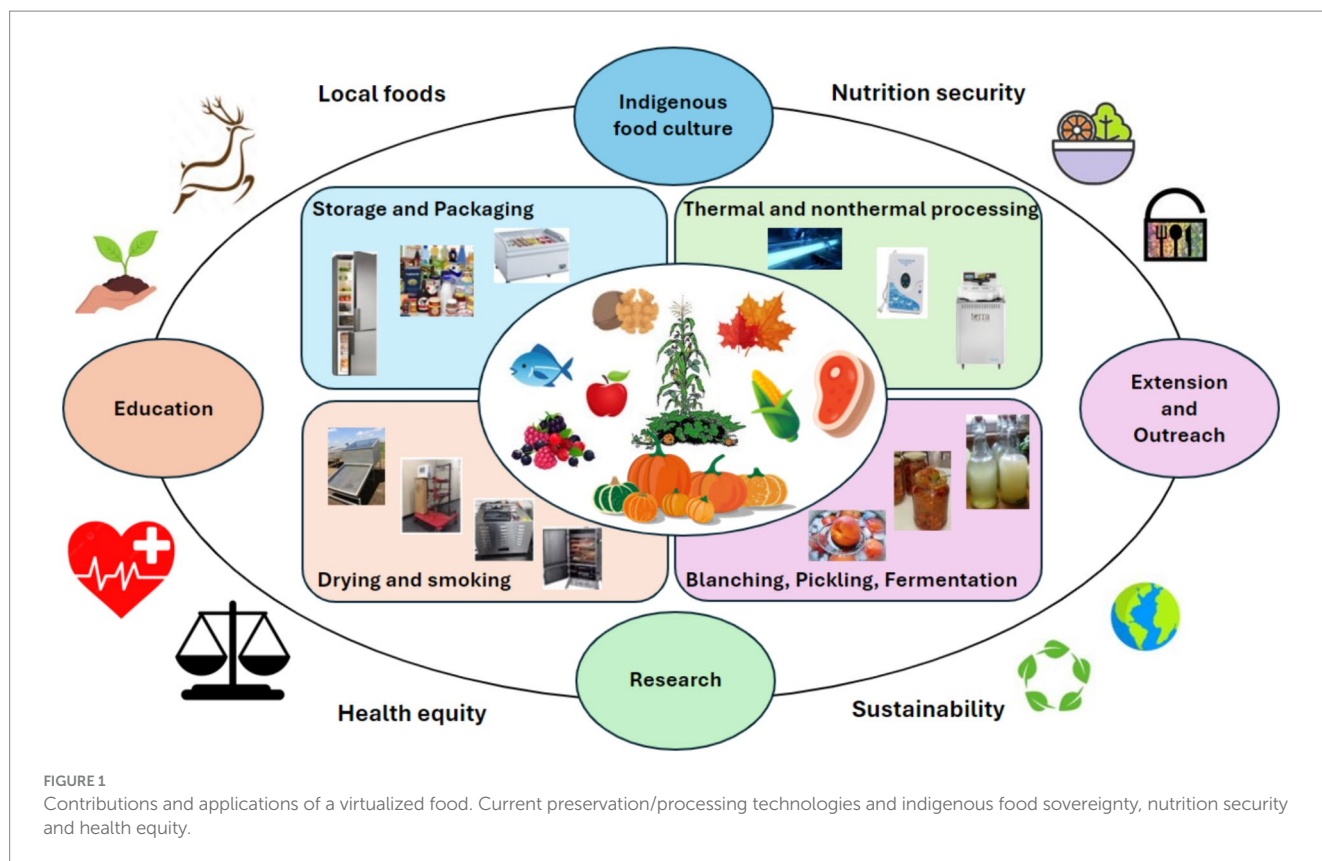 Local foods
Indigenous
food culture
Nutrition security
Storage and Packaging
Thermal and nonthermal processing
terra
Education
Extension
and
Outreach
Drying and smoking
Blanching, Pickling, Fermentation
Research
Health equity
Sustainability
FIGURE 1
Contributions and applications of a virtualized food. Current preservation/processing technologies and indigenous food sovereignty, nutrition security
and health equity.